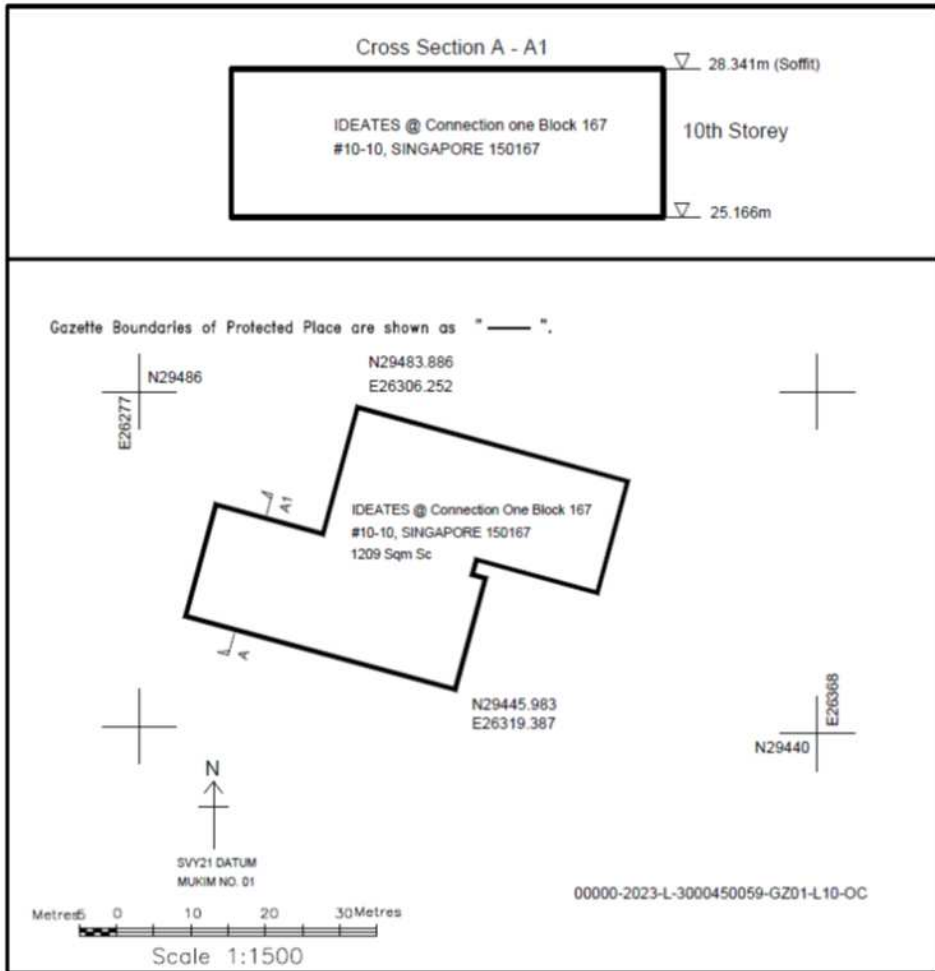 Cross Section A - A1
28.341m (Soffit)
IDEATES @ Connection one Block 167
#10-10, SINGAPORE 150167
10th Storey
25.166m
Gazette Boundaries of Protected Place are shown as "——".
N29483.886
E26306.252
N29486
E26277
A1
IDEATES @ Connection One Block 167
#10-10, SINGAPORE 150167
1209 Sqm Sc
A
N29445.983
E26319.387
E26368
N29440
N
SVY21 DATUM
MUKIM NO. 01
00000-2023-L-3000450059-GZ01-L10-OC
Metres5 0 10 20 30 Metres
Scale 1:1500